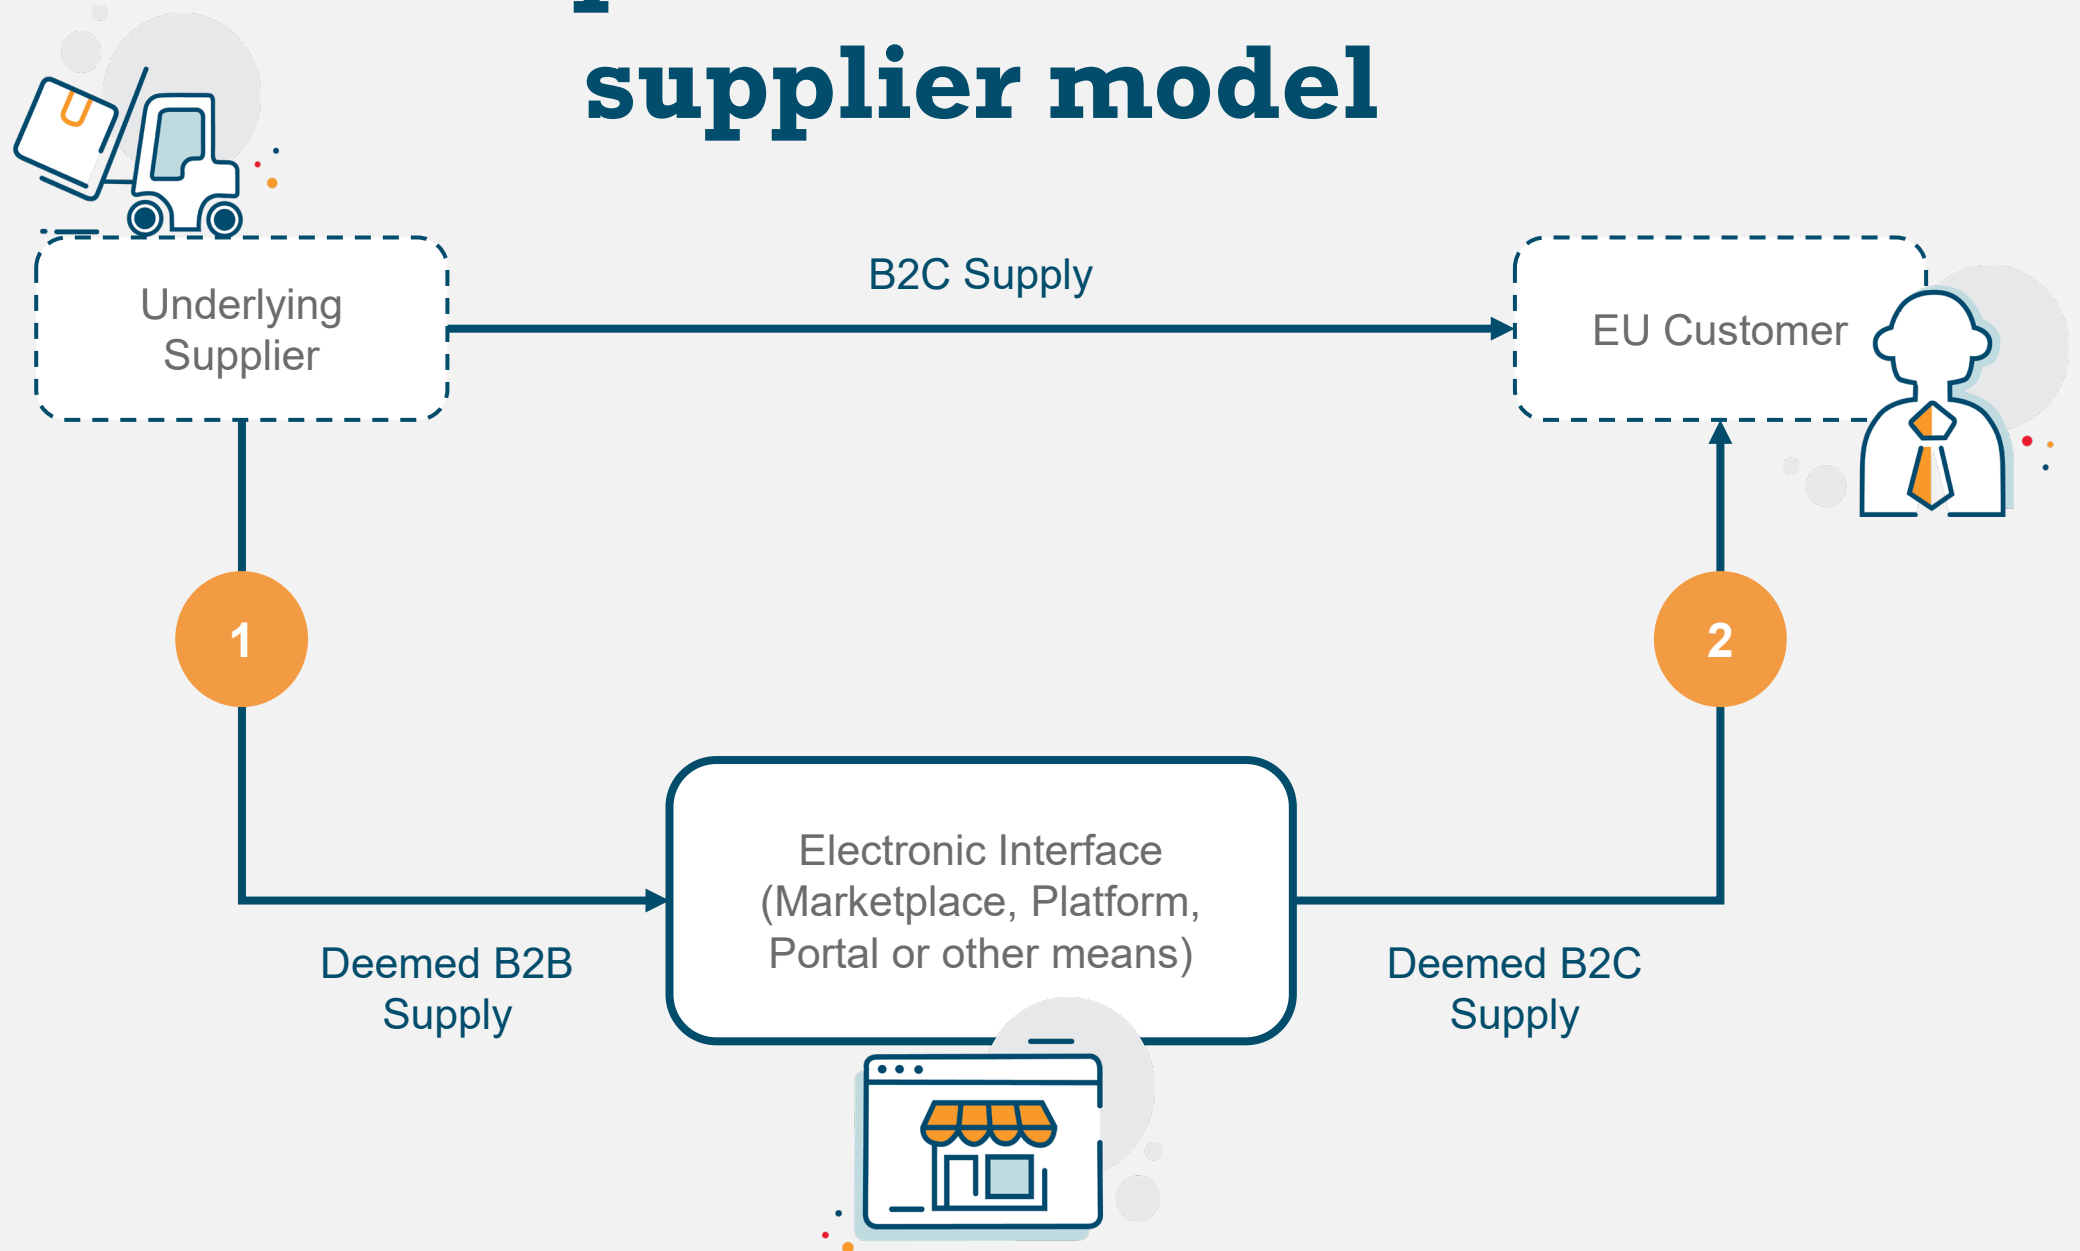 supplier model
B2C Supply
Underlying
Supplier
EU Customer
1
2
Electronic Interface
(Marketplace, Platform,
Portal or other means)
Deemed B2B
Supply
Deemed B2C
Supply